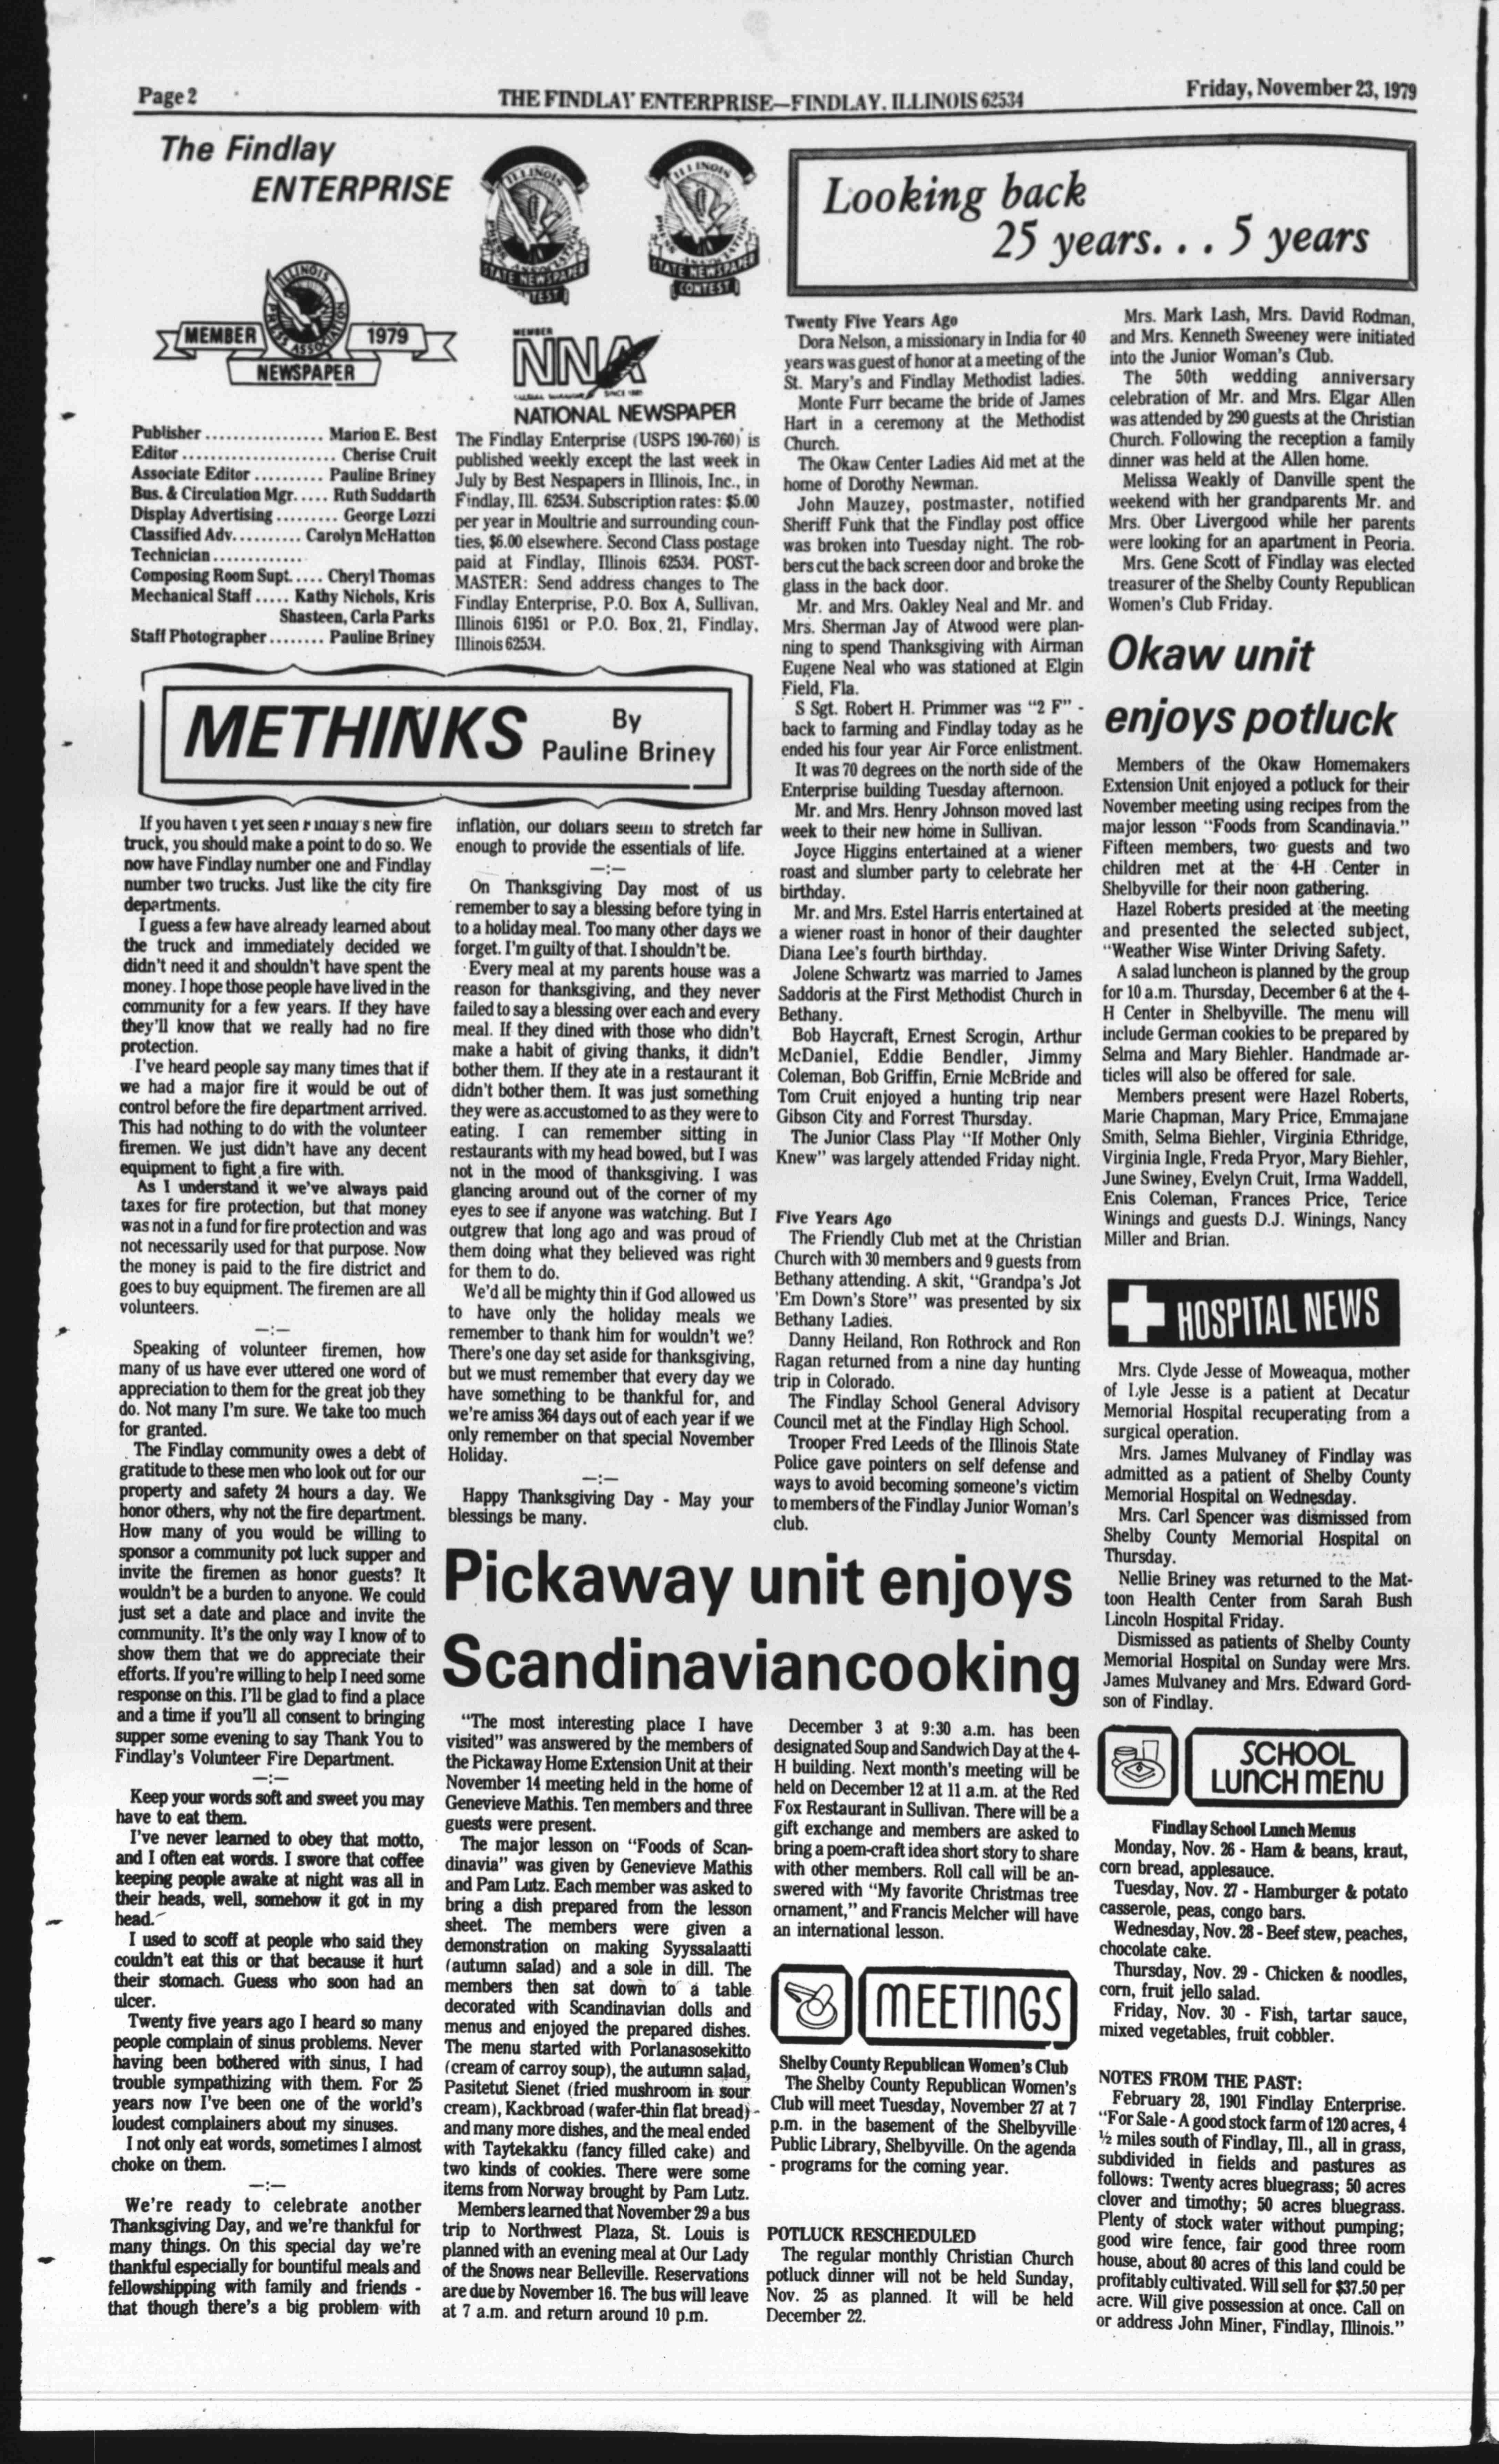 Page 2
THE FINDLAY ENTERPRISE—FINDLAY, ILLINOIS 62534
Friday, November 23, 1979
The Findlay
ENTERPRISE
ILLINOIS
PRESS ASSOCIATION
STATE NEWSPAPER
ILLINOIS
PRESS ASSOCIATION
STATE NEWSPAPER
CONTEST
ILLINOIS
PRESS ASSOCIATION
MEMBER 1979
NEWSPAPER
MEMBER
NNA
SINCE 1885
NATIONAL NEWSPAPER
Publisher ................ Marion E. Best
Editor ..................... Cherise Cruit
Associate Editor .......... Pauline Briney
Bus. & Circulation Mgr. .... Ruth Suddarth
Display Advertising ......... George Lozzi
Classified Adv. ......... Carolyn McHatton
Technician ............
Composing Room Supt. .... Cheryl Thomas
Mechanical Staff ..... Kathy Nichols, Kris
Shasteen, Carla Parks
Staff Photographer ........ Pauline Briney
The Findlay Enterprise (USPS 190-760) is
published weekly except the last week in
July by Best Nespapers in Illinois, Inc., in
Findlay, Ill. 62534. Subscription rates: $5.00
per year in Moultrie and surrounding coun-
ties, $6.00 elsewhere. Second Class postage
paid at Findlay, Illinois 62534. POST-
MASTER: Send address changes to The
Findlay Enterprise, P.O. Box A, Sullivan,
Illinois 61951 or P.O. Box 21, Findlay,
Illinois 62534.
METHINKS
By
Pauline Briney
If you haven't yet seen Findlay's new fire
truck, you should make a point to do so. We
now have Findlay number one and Findlay
number two trucks. Just like the city fire
departments.
I guess a few have already learned about
the truck and immediately decided we
didn't need it and shouldn't have spent the
money. I hope those people have lived in the
community for a few years. If they have
they'll know that we really had no fire
protection.
I've heard people say many times that if
we had a major fire it would be out of
control before the fire department arrived.
This had nothing to do with the volunteer
firemen. We just didn't have any decent
equipment to fight a fire with.
As I understand it we've always paid
taxes for fire protection, but that money
was not in a fund for fire protection and was
not necessarily used for that purpose. Now
the money is paid to the fire district and
goes to buy equipment. The firemen are all
volunteers.
—:—
Speaking of volunteer firemen, how
many of us have ever uttered one word of
appreciation to them for the great job they
do. Not many I'm sure. We take too much
for granted.
The Findlay community owes a debt of
gratitude to these men who look out for our
property and safety 24 hours a day. We
honor others, why not the fire department.
How many of you would be willing to
sponsor a community pot luck supper and
invite the firemen as honor guests? It
wouldn't be a burden to anyone. We could
just set a date and place and invite the
community. It's the only way I know of to
show them that we do appreciate their
efforts. If you're willing to help I need some
response on this. I'll be glad to find a place
and a time if you'll all consent to bringing
supper some evening to say Thank You to
Findlay's Volunteer Fire Department.
—:—
Keep your words soft and sweet you may
have to eat them.
I've never learned to obey that motto,
and I often eat words. I swore that coffee
keeping people awake at night was all in
their heads, well, somehow it got in my
head.
I used to scoff at people who said they
couldn't eat this or that because it hurt
their stomach. Guess who soon had an
ulcer.
Twenty five years ago I heard so many
people complain of sinus problems. Never
having been bothered with sinus, I had
trouble sympathizing with them. For 25
years now I've been one of the world's
loudest complainers about my sinuses.
I not only eat words, sometimes I almost
choke on them.
—:—
We're ready to celebrate another
Thanksgiving Day, and we're thankful for
many things. On this special day we're
thankful especially for bountiful meals and
fellowshipping with family and friends -
that though there's a big problem with
inflation, our dollars seem to stretch far
enough to provide the essentials of life.
—:—
On Thanksgiving Day most of us
remember to say a blessing before tying in
to a holiday meal. Too many other days we
forget. I'm guilty of that. I shouldn't be.
Every meal at my parents house was a
reason for thanksgiving, and they never
failed to say a blessing over each and every
meal. If they dined with those who didn't
make a habit of giving thanks, it didn't
bother them. If they ate in a restaurant it
didn't bother them. It was just something
they were as accustomed to as they were to
eating. I can remember sitting in
restaurants with my head bowed, but I was
not in the mood of thanksgiving. I was
glancing around out of the corner of my
eyes to see if anyone was watching. But I
outgrew that long ago and was proud of
them doing what they believed was right
for them to do.
We'd all be mighty thin if God allowed us
to have only the holiday meals we
remember to thank him for wouldn't we?
There's one day set aside for thanksgiving,
but we must remember that every day we
have something to be thankful for, and
we're amiss 364 days out of each year if we
only remember on that special November
Holiday.
—:—
Happy Thanksgiving Day - May your
blessings be many.
Looking back
25 years. . . 5 years
Twenty Five Years Ago
Dora Nelson, a missionary in India for 40
years was guest of honor at a meeting of the
St. Mary's and Findlay Methodist ladies.
Monte Furr became the bride of James
Hart in a ceremony at the Methodist
Church.
The Okaw Center Ladies Aid met at the
home of Dorothy Newman.
John Mauzey, postmaster, notified
Sheriff Funk that the Findlay post office
was broken into Tuesday night. The rob-
bers cut the back screen door and broke the
glass in the back door.
Mr. and Mrs. Oakley Neal and Mr. and
Mrs. Sherman Jay of Atwood were plan-
ning to spend Thanksgiving with Airman
Eugene Neal who was stationed at Elgin
Field, Fla.
S Sgt. Robert H. Primmer was "2 F" -
back to farming and Findlay today as he
ended his four year Air Force enlistment.
It was 70 degrees on the north side of the
Enterprise building Tuesday afternoon.
Mr. and Mrs. Henry Johnson moved last
week to their new home in Sullivan.
Joyce Higgins entertained at a wiener
roast and slumber party to celebrate her
birthday.
Mr. and Mrs. Estel Harris entertained at
a wiener roast in honor of their daughter
Diana Lee's fourth birthday.
Jolene Schwartz was married to James
Saddoris at the First Methodist Church in
Bethany.
Bob Haycraft, Ernest Scrogin, Arthur
McDaniel, Eddie Bendler, Jimmy
Coleman, Bob Griffin, Ernie McBride and
Tom Cruit enjoyed a hunting trip near
Gibson City and Forrest Thursday.
The Junior Class Play "If Mother Only
Knew" was largely attended Friday night.
Five Years Ago
The Friendly Club met at the Christian
Church with 30 members and 9 guests from
Bethany attending. A skit, "Grandpa's Jot
'Em Down's Store" was presented by six
Bethany Ladies.
Danny Heiland, Ron Rothrock and Ron
Ragan returned from a nine day hunting
trip in Colorado.
The Findlay School General Advisory
Council met at the Findlay High School.
Trooper Fred Leeds of the Illinois State
Police gave pointers on self defense and
ways to avoid becoming someone's victim
to members of the Findlay Junior Woman's
club.
Mrs. Mark Lash, Mrs. David Rodman,
and Mrs. Kenneth Sweeney were initiated
into the Junior Woman's Club.
The 50th wedding anniversary
celebration of Mr. and Mrs. Elgar Allen
was attended by 290 guests at the Christian
Church. Following the reception a family
dinner was held at the Allen home.
Melissa Weakly of Danville spent the
weekend with her grandparents Mr. and
Mrs. Ober Livergood while her parents
were looking for an apartment in Peoria.
Mrs. Gene Scott of Findlay was elected
treasurer of the Shelby County Republican
Women's Club Friday.
Okaw unit
enjoys potluck
Members of the Okaw Homemakers
Extension Unit enjoyed a potluck for their
November meeting using recipes from the
major lesson "Foods from Scandinavia."
Fifteen members, two guests and two
children met at the 4-H Center in
Shelbyville for their noon gathering.
Hazel Roberts presided at the meeting
and presented the selected subject,
"Weather Wise Winter Driving Safety.
A salad luncheon is planned by the group
for 10 a.m. Thursday, December 6 at the 4-
H Center in Shelbyville. The menu will
include German cookies to be prepared by
Selma and Mary Biehler. Handmade ar-
ticles will also be offered for sale.
Members present were Hazel Roberts,
Marie Chapman, Mary Price, Emmajane
Smith, Selma Biehler, Virginia Ethridge,
Virginia Ingle, Freda Pryor, Mary Biehler,
June Swiney, Evelyn Cruit, Irma Waddell,
Enis Coleman, Frances Price, Terice
Winings and guests D.J. Winings, Nancy
Miller and Brian.
HOSPITAL NEWS
Mrs. Clyde Jesse of Moweaqua, mother
of Lyle Jesse is a patient at Decatur
Memorial Hospital recuperating from a
surgical operation.
Mrs. James Mulvaney of Findlay was
admitted as a patient of Shelby County
Memorial Hospital on Wednesday.
Mrs. Carl Spencer was dismissed from
Shelby County Memorial Hospital on
Thursday.
Nellie Briney was returned to the Mat-
toon Health Center from Sarah Bush
Lincoln Hospital Friday.
Dismissed as patients of Shelby County
Memorial Hospital on Sunday were Mrs.
James Mulvaney and Mrs. Edward Gord-
son of Findlay.
Pickaway unit enjoys
Scandinaviancooking
"The most interesting place I have
visited" was answered by the members of
the Pickaway Home Extension Unit at their
November 14 meeting held in the home of
Genevieve Mathis. Ten members and three
guests were present.
The major lesson on "Foods of Scan-
dinavia" was given by Genevieve Mathis
and Pam Lutz. Each member was asked to
bring a dish prepared from the lesson
sheet. The members were given a
demonstration on making Syyssalaatti
(autumn salad) and a sole in dill. The
members then sat down to a table
decorated with Scandinavian dolls and
menus and enjoyed the prepared dishes.
The menu started with Porlanasosekitto
(cream of carroy soup), the autumn salad,
Pasitetut Sienet (fried mushroom in sour
cream), Kackbroad (wafer-thin flat bread)
and many more dishes, and the meal ended
with Taytekakku (fancy filled cake) and
two kinds of cookies. There were some
items from Norway brought by Pam Lutz.
Members learned that November 29 a bus
trip to Northwest Plaza, St. Louis is
planned with an evening meal at Our Lady
of the Snows near Belleville. Reservations
are due by November 16. The bus will leave
at 7 a.m. and return around 10 p.m.
December 3 at 9:30 a.m. has been
designated Soup and Sandwich Day at the 4-
H building. Next month's meeting will be
held on December 12 at 11 a.m. at the Red
Fox Restaurant in Sullivan. There will be a
gift exchange and members are asked to
bring a poem-craft idea short story to share
with other members. Roll call will be an-
swered with "My favorite Christmas tree
ornament," and Francis Melcher will have
an international lesson.
MEETINGS
Shelby County Republican Women's Club
The Shelby County Republican Women's
Club will meet Tuesday, November 27 at 7
p.m. in the basement of the Shelbyville
Public Library, Shelbyville. On the agenda
- programs for the coming year.
POTLUCK RESCHEDULED
The regular monthly Christian Church
potluck dinner will not be held Sunday,
Nov. 25 as planned. It will be held
December 22.
SCHOOL
LUNCH MENU
Findlay School Lunch Menus
Monday, Nov. 26 - Ham & beans, kraut,
corn bread, applesauce.
Tuesday, Nov. 27 - Hamburger & potato
casserole, peas, congo bars.
Wednesday, Nov. 28 - Beef stew, peaches,
chocolate cake.
Thursday, Nov. 29 - Chicken & noodles,
corn, fruit jello salad.
Friday, Nov. 30 - Fish, tartar sauce,
mixed vegetables, fruit cobbler.
NOTES FROM THE PAST:
February 28, 1901 Findlay Enterprise.
"For Sale - A good stock farm of 120 acres, 4
½ miles south of Findlay, Ill., all in grass,
subdivided in fields and pastures as
follows: Twenty acres bluegrass; 50 acres
clover and timothy; 50 acres bluegrass.
Plenty of stock water without pumping;
good wire fence, fair good three room
house, about 80 acres of this land could be
profitably cultivated. Will sell for $37.50 per
acre. Will give possession at once. Call on
or address John Miner, Findlay, Illinois."